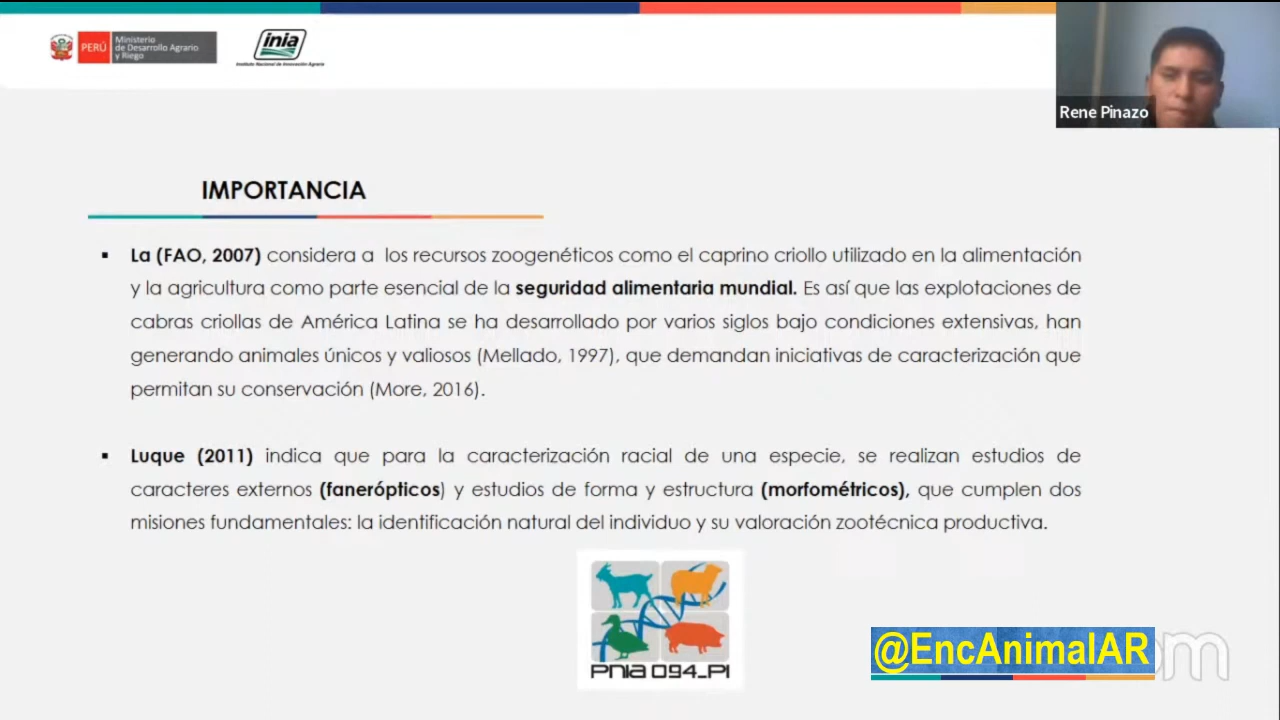 PERÚ
Ministerio
de Desarrollo Agrario
y Riego
inia
Instituto Nacional de Innovación Agraria
Rene Pinazo
IMPORTANCIA
▪ La (FAO, 2007) considera a los recursos zoogenéticos como el caprino criollo utilizado en la alimentación
y la agricultura como parte esencial de la seguridad alimentaria mundial. Es así que las explotaciones de
cabras criollas de América Latina se ha desarrollado por varios siglos bajo condiciones extensivas, han
generando animales únicos y valiosos (Mellado, 1997), que demandan iniciativas de caracterización que
permitan su conservación (More, 2016).
▪ Luque (2011) indica que para la caracterización racial de una especie, se realizan estudios de
caracteres externos (fanerópticos) y estudios de forma y estructura (morfométricos), que cumplen dos
misiones fundamentales: la identificación natural del individuo y su valoración zootécnica productiva.
PNIA 094_PI
@EncAnimalAR